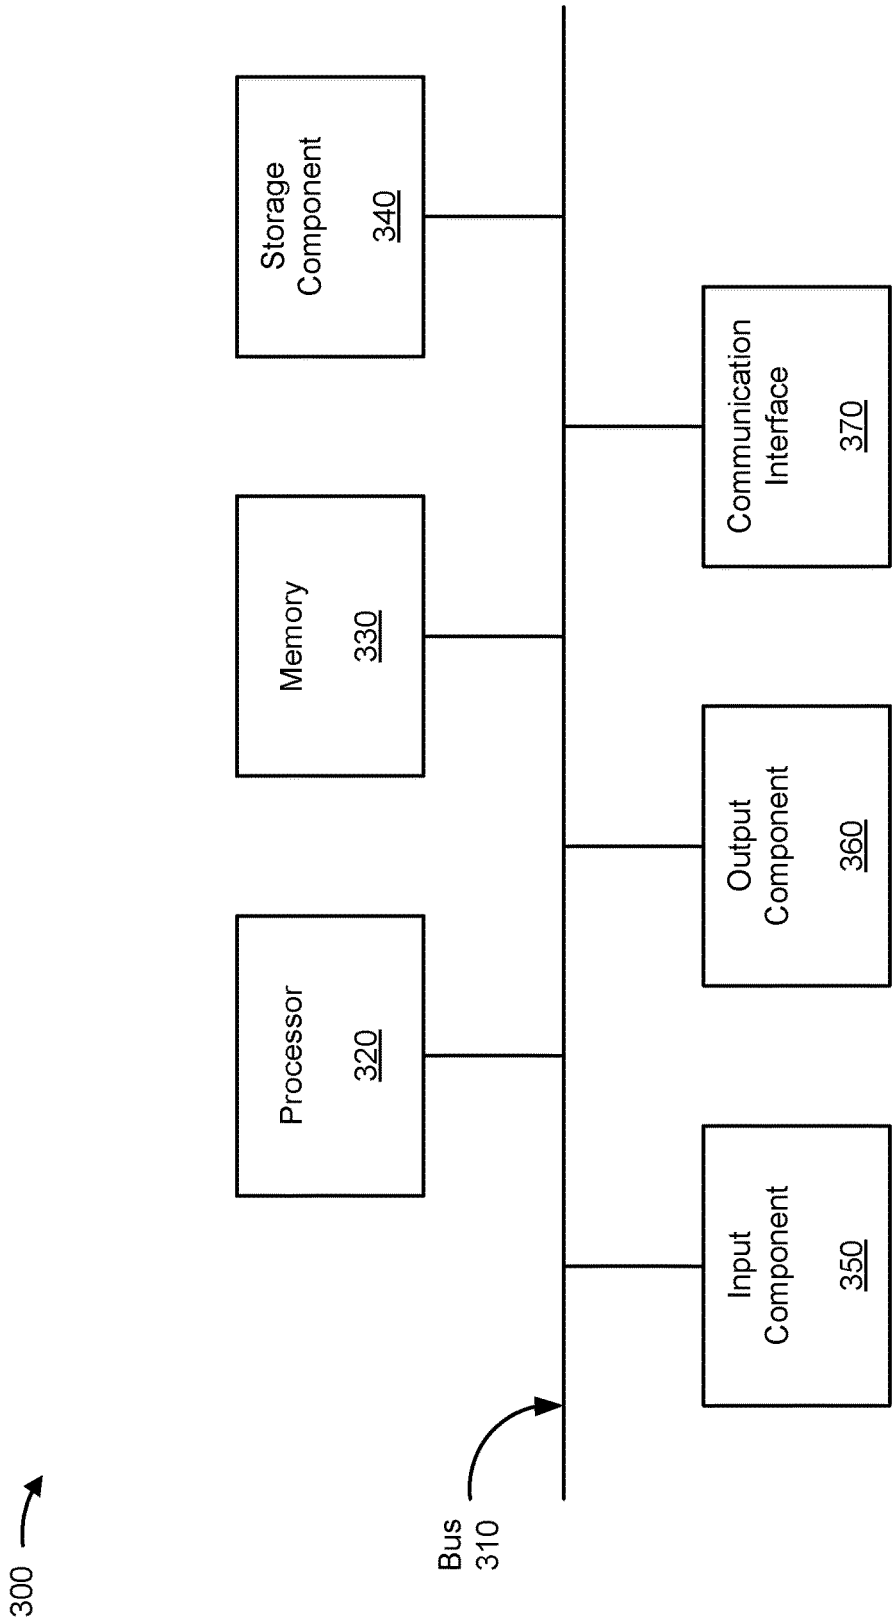 300
Bus
310
Processor
320
Memory
330
Storage
Component
340
Input
Component
350
Output
Component
360
Communication
Interface
370